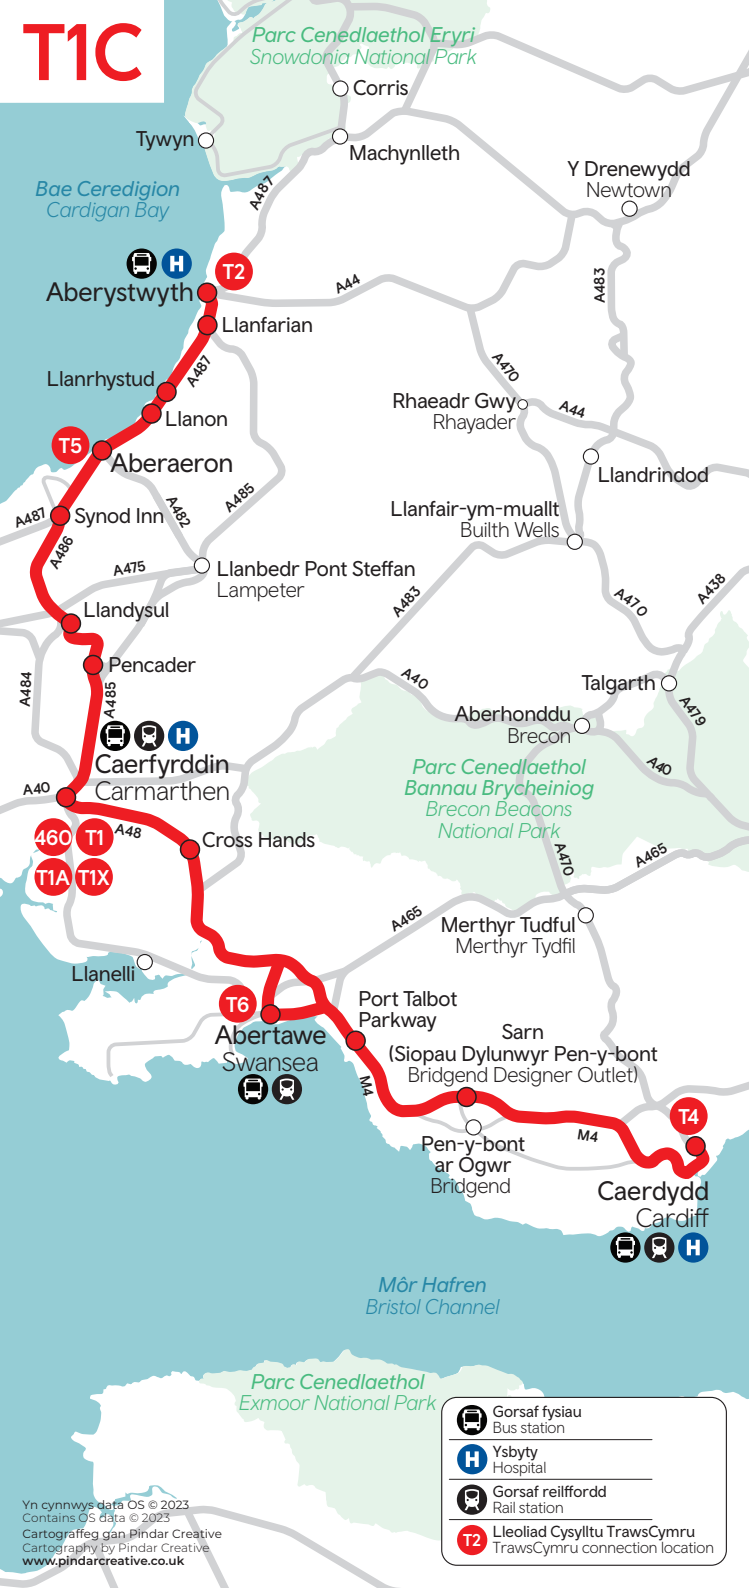 T1C
Parc Cenedlaethol Eryri
Snowdonia National Park
Corris
Tywyn
Machynlleth
Y Drenewydd
Newtown
Bae Ceredigion
Cardigan Bay
A487
H
T2
Aberystwyth
A44
A483
Llanfarian
Llanrhystud
A487
A470
Llanon
Rhaeadr Gwy
Rhayader
A44
T5
Aberaeron
Llandrindod
A487
Synod Inn
A482
A485
Llanfair-ym-muallt
Builth Wells
A486
A475
Llanbedr Pont Steffan
Lampeter
A483
A470
A438
Llandysul
Pencader
A484
A485
A40
Talgarth
A479
Aberhonddu
Brecon
H
Caerfyrddin
Carmarthen
A40
A40
Parc Cenedlaethol
Bannau Brycheiniog
Brecon Beacons
National Park
460
T1
A48
T1A
T1X
Cross Hands
A470
A465
A465
Merthyr Tudful
Merthyr Tydfil
Llanelli
T6
Abertawe
Swansea
Port Talbot
Parkway
Sarn
(Siopau Dylunwyr Pen-y-bont
Bridgend Designer Outlet)
M4
M4
T4
Pen-y-bont
ar Ogwr
Bridgend
Caerdydd
Cardiff
H
Môr Hafren
Bristol Channel
Parc Cenedlaethol
Exmoor National Park
Gorsaf fysiau
Bus station
H
Ysbyty
Hospital
Gorsaf reilffordd
Rail station
T2
Lleoliad Cysylltu TrawsCymru
TrawsCymru connection location
Yn cynnwys data OS © 2023
Contains OS data © 2023
Cartograffeg gan Pindar Creative
Cartography by Pindar Creative
www.pindarcreative.co.uk